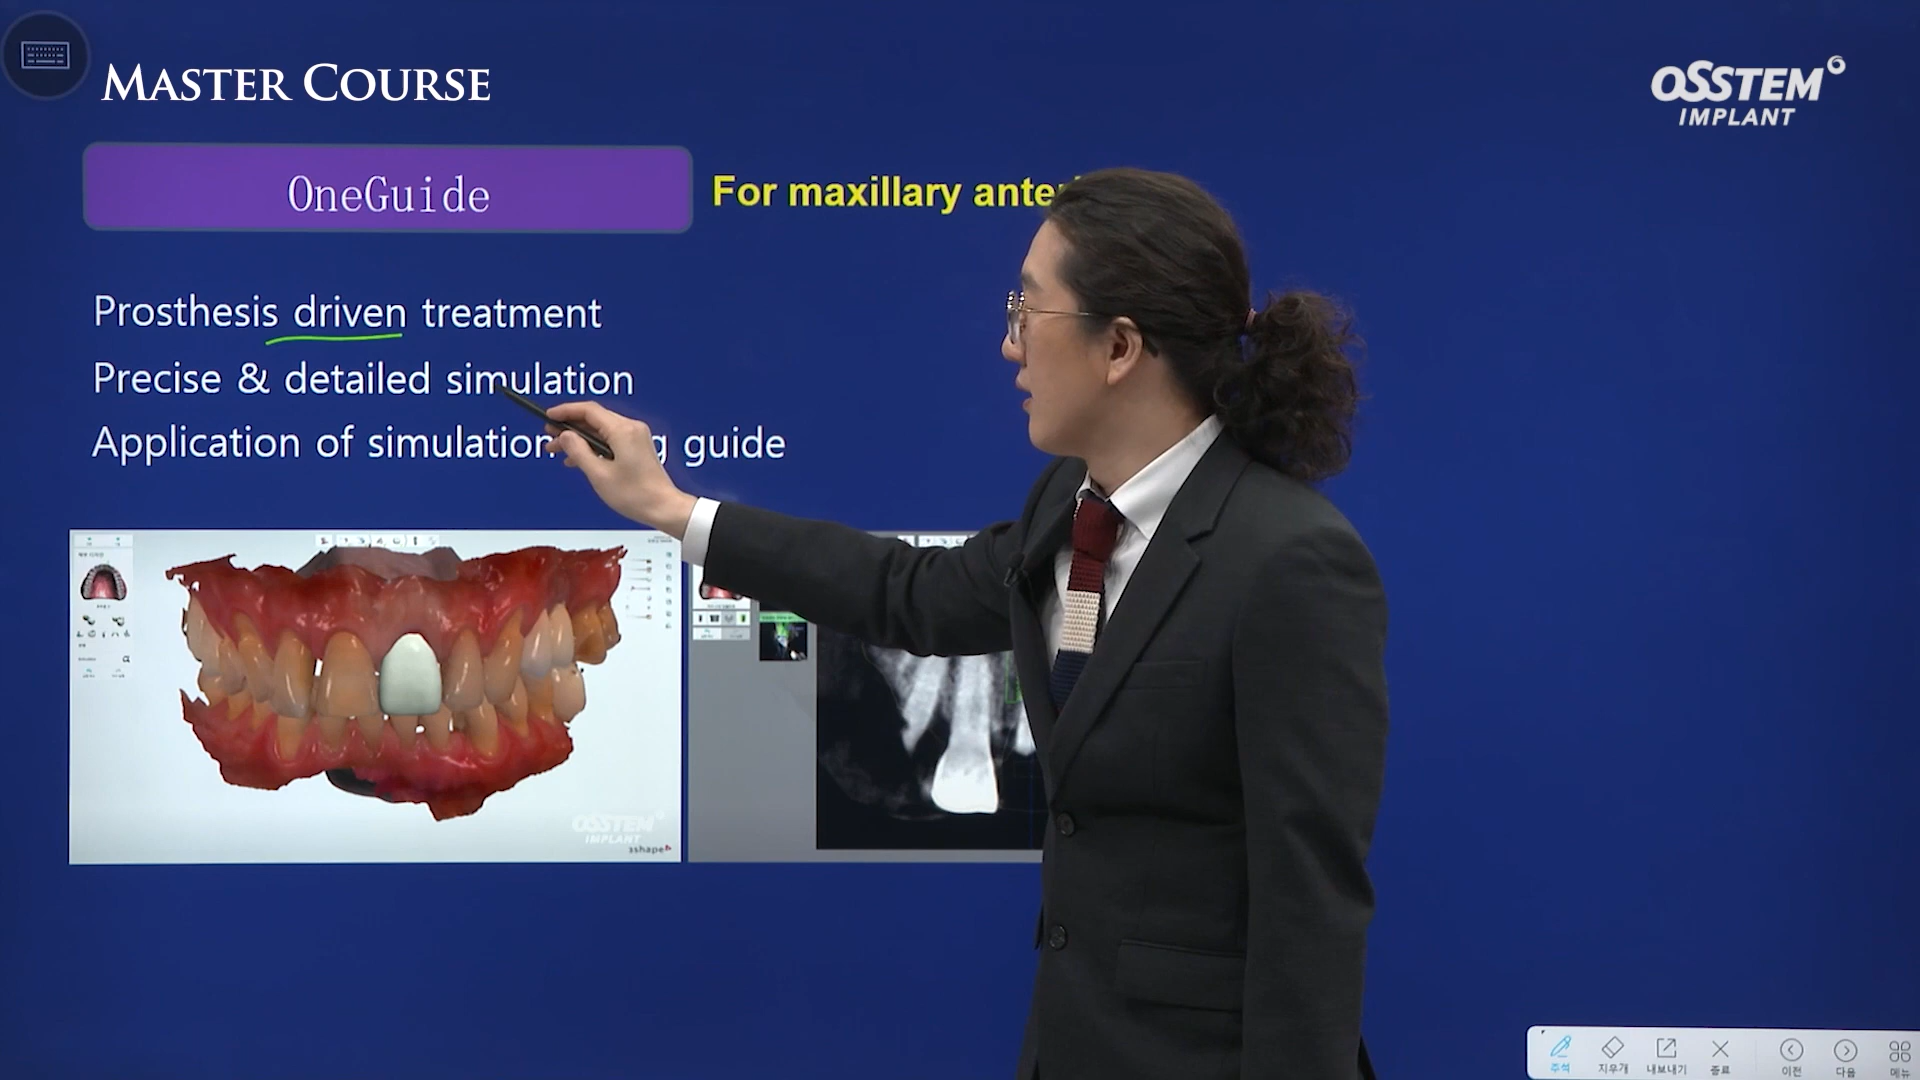 MASTER COURSE
OSSTEM
IMPLANT
OneGuide
For maxillary
Prosthesis driven treatment
Precise & detailed simulation
Application of simulation guide
OSSTEM
IMPLANT
3shape
주석
지우개
내보내기
종료
이전
다음
메뉴